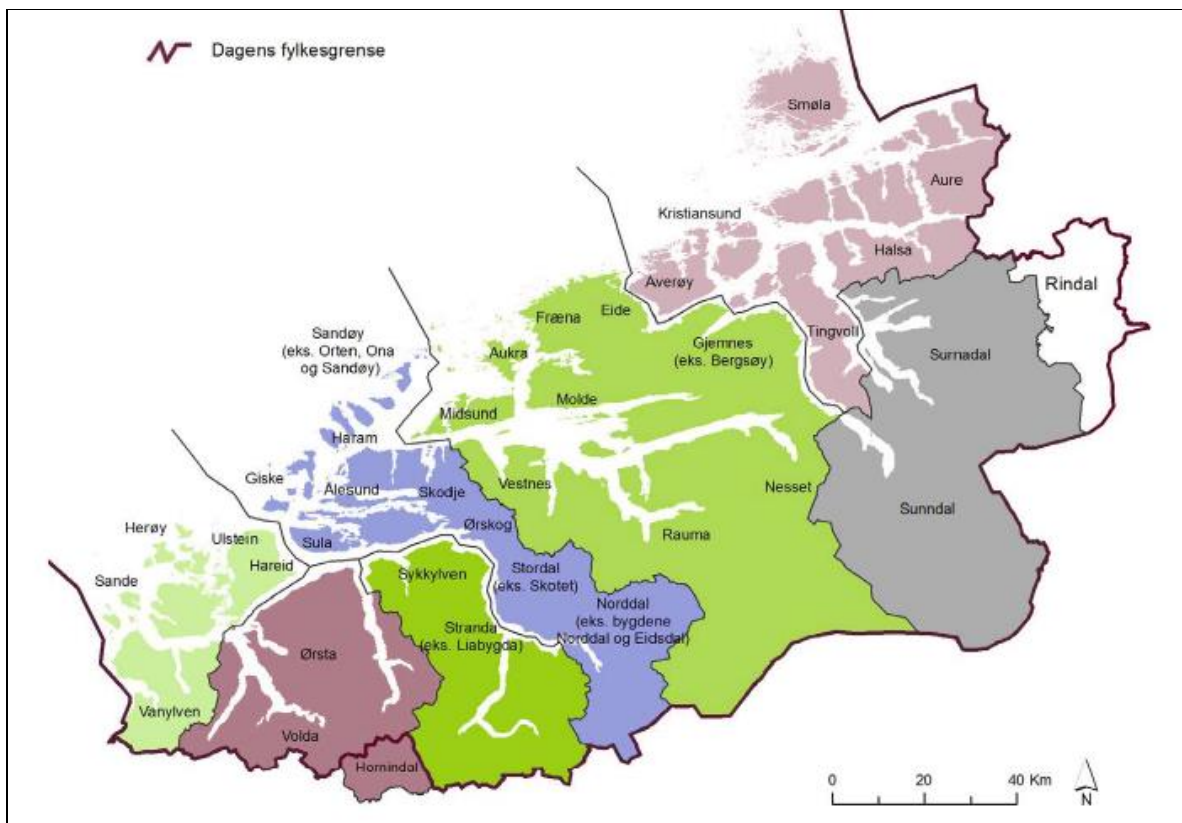 Dagens fylkesgrense
Smøla
Aure
Kristiansund
Halsa
Rindal
Averøy
Eide
Fræna
Tingvoll
Gjemnes
(eks. Bergsøy)
Surnadal
Sandøy
(eks. Orten, Ona
og Sandøy)
Aukra
Midsund
Molde
Haram
Giske
Ålesund
Skodje
Vestnes
Nesset
Sunndal
Herøy
Ulstein
Sula
Ørskog
Rauma
Hareid
Sande
Sykkylven
Stordal
(eks. Skotet)
Norddal
(eks. bygdene
Norddal og Eidsdal)
Stranda
(eks. Liabygda)
Ørsta
Vanylven
Volda
Hornindal
0 20 40 Km
N